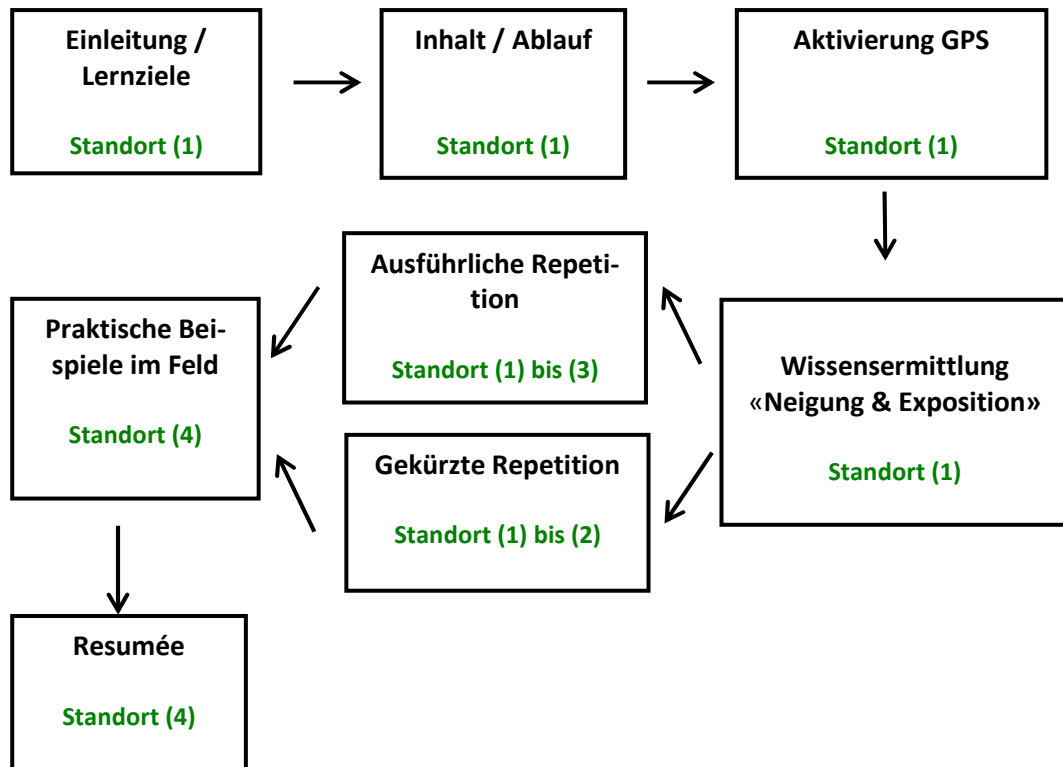 Einleitung /
Lernziele
Standort (1)
Inhalt / Ablauf
Standort (1)
Aktivierung GPS
Standort (1)
Wissensermittlung
«Neigung & Exposition»
Standort (1)
Ausführliche Repeti-
tion
Standort (1) bis (3)
Gekürzte Repetition
Standort (1) bis (2)
Praktische Bei-
spiele im Feld
Standort (4)
Resumée
Standort (4)